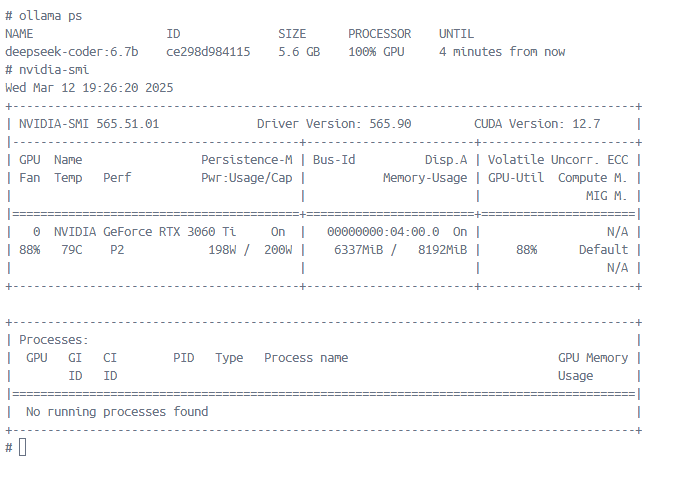 # ollama ps
NAME                   ID              SIZE      PROCESSOR    UNTIL
deepseek-coder:6.7b    ce298d984115    5.6 GB    100% GPU     4 minutes from now
# nvidia-smi
Wed Mar 12 19:26:20 2025
+-----------------------------------------------------------------------------------------+
| NVIDIA-SMI 565.51.01              Driver Version: 565.90         CUDA Version: 12.7     |
|-----------------------------------------+------------------------+----------------------+
| GPU  Name                 Persistence-M | Bus-Id          Disp.A | Volatile Uncorr. ECC |
| Fan  Temp   Perf          Pwr:Usage/Cap |           Memory-Usage | GPU-Util  Compute M. |
|                                         |                        |               MIG M. |
|=========================================+========================+======================|
|   0  NVIDIA GeForce RTX 3060 Ti     On  |   00000000:04:00.0  On |                  N/A |
| 88%   79C    P2            198W /  200W |    6337MiB /   8192MiB |     88%      Default |
|                                         |                        |                  N/A |
+-----------------------------------------+------------------------+----------------------+
+-----------------------------------------------------------------------------------------+
| Processes:                                                                              |
|  GPU   GI   CI        PID   Type   Process name                              GPU Memory |
|        ID   ID                                                               Usage      |
|=========================================================================================|
|  No running processes found                                                             |
+-----------------------------------------------------------------------------------------+
#